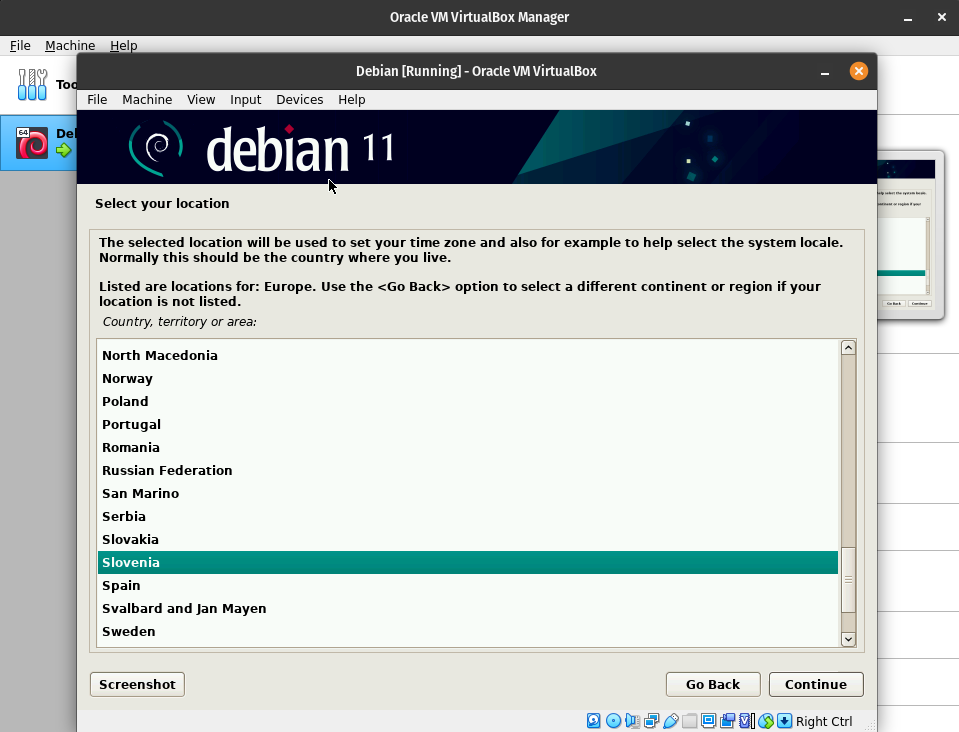 Oracle VM VirtualBox Manager
File Machine Help
Debian [Running] - Oracle VM VirtualBox
File Machine View Input Devices Help
64
debian 11
Select your location
The selected location will be used to set your time zone and also for example to help select the system locale.
Normally this should be the country where you live.
Listed are locations for: Europe. Use the <Go Back> option to select a different continent or region if your
location is not listed.
Country, territory or area:
North Macedonia
Norway
Poland
Portugal
Romania
Russian Federation
San Marino
Serbia
Slovakia
Slovenia
Spain
Svalbard and Jan Mayen
Sweden
Screenshot
Go Back
Continue
Right Ctrl
Go Back
Continue